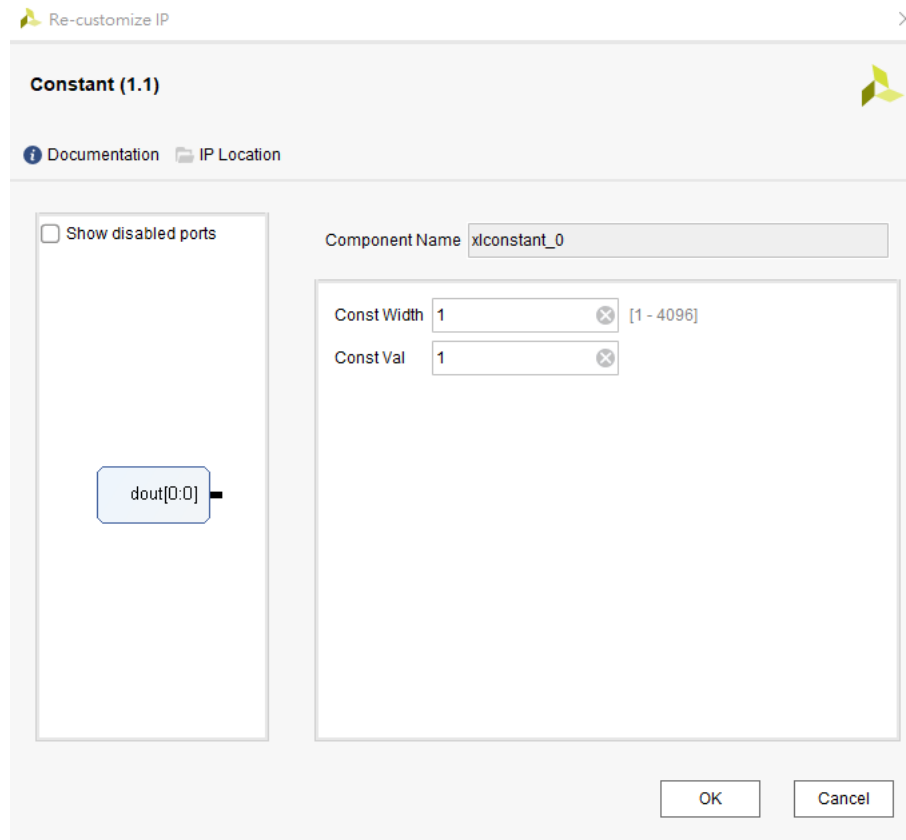 Re-customize IP
Constant (1.1)
Documentation IP Location
Show disabled ports
Component Name xlconstant_0
Const Width 1 [1 - 4096]
Const Val 1
dout[0:0]
OK Cancel